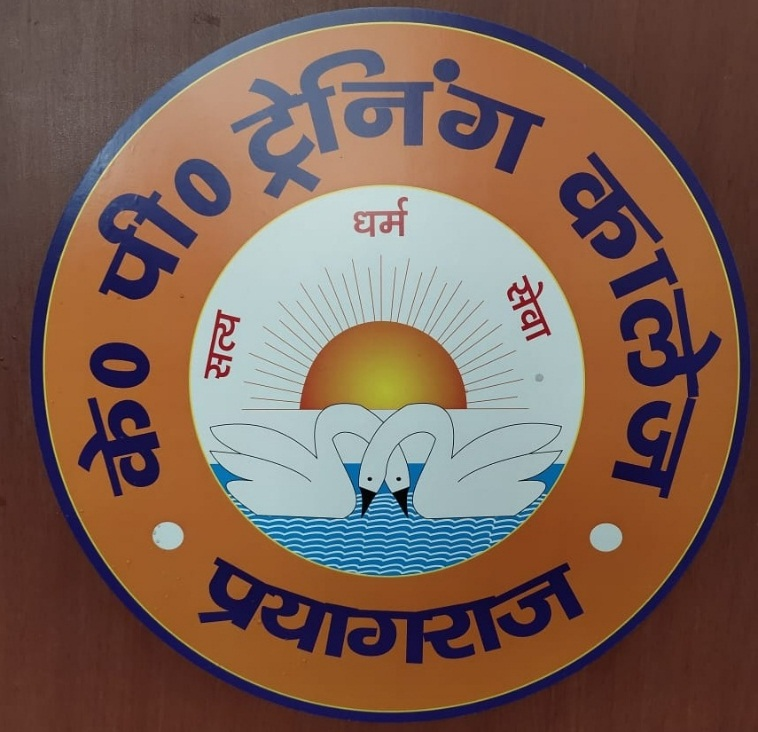 के० पी० ट्रेनिंग कालेज
सत्य
धर्म
सेवा
प्रयागराज